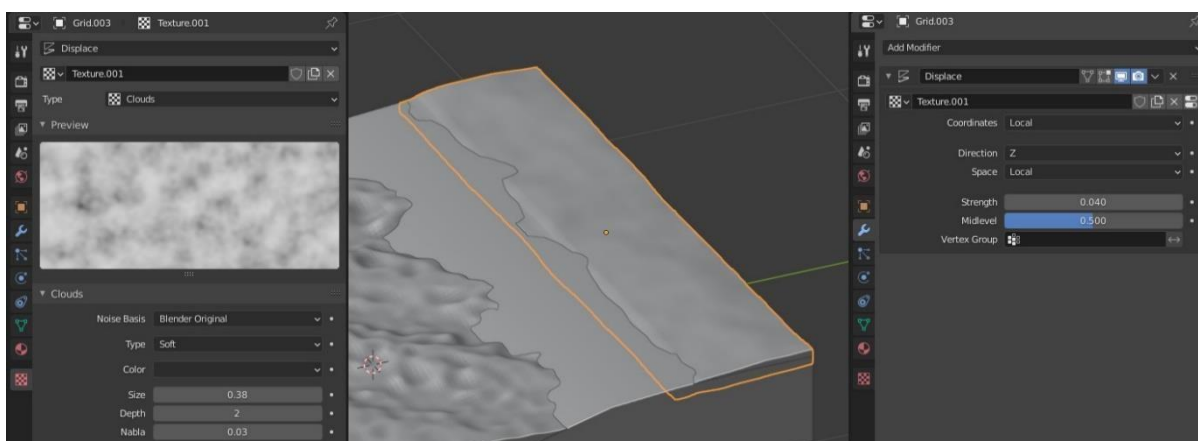 Grid.003 Texture.001
Displace
Texture.001
Type Clouds
Preview
Clouds
Noise Basis Blender Original
Type Soft
Color
Size 0.38
Depth 2
Nabla 0.03
Grid.003
Add Modifier
Displace
Texture.001
Coordinates Local
Direction Z
Space Local
Strength 0.040
Midlevel 0.500
Vertex Group